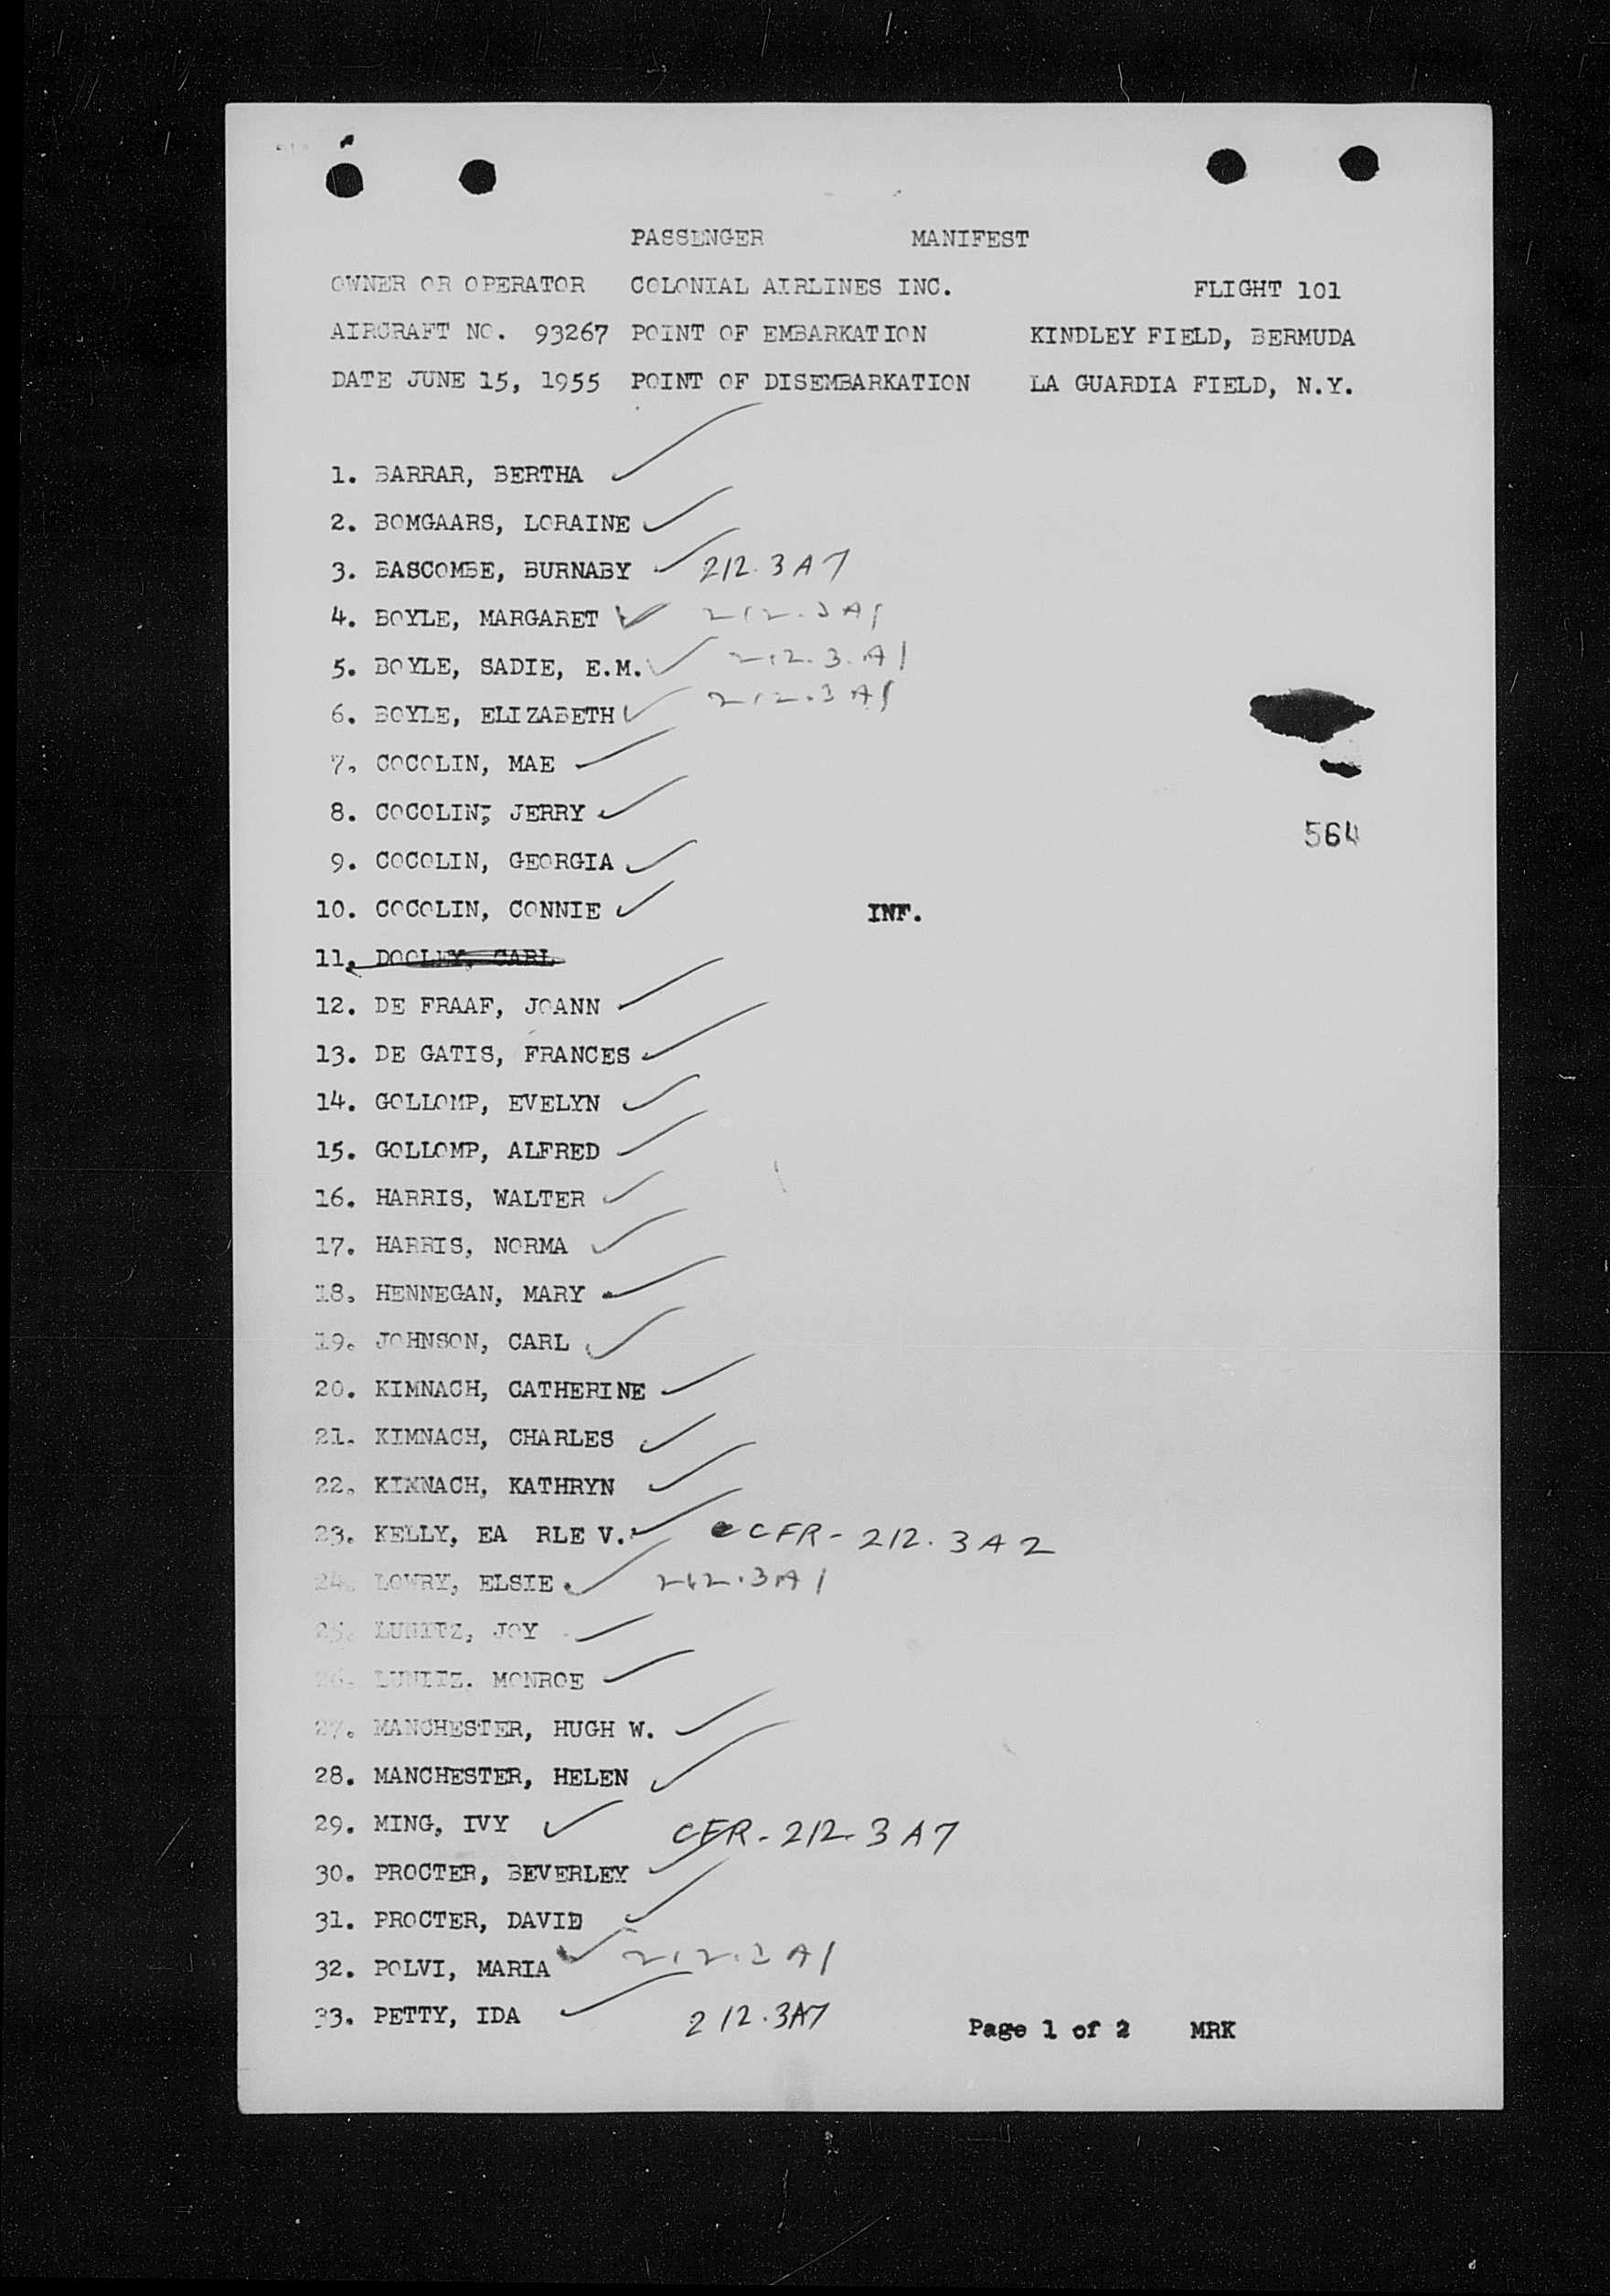 PASSENGER MANIFEST
OWNER OR OPERATOR COLONIAL AIRLINES INC. FLIGHT 101
AIRCRAFT NO. 93267 POINT OF EMBARKATION KINDLEY FIELD, BERMUDA
DATE JUNE 15, 1955 POINT OF DISEMBARKATION LA GUARDIA FIELD, N.Y.
1. BARRAR, BERTHA
2. BOMGAARS, LORAINE
3. BASCOMBE, BURNABY 212.3A7
4. BOYLE, MARGARET 212.3A1
5. BOYLE, SADIE, E.M. 212.3.A1
6. BOYLE, ELIZABETH 212.3A1
7. COCOLIN, MAE
8. COCOLIN, JERRY
564
9. COCOLIN, GEORGIA
10. COCOLIN, CONNIE INF.
11. DOOLEY, CARL
12. DE FRAAF, JOANN
13. DE GATIS, FRANCES
14. GOLLOMP, EVELYN
15. GOLLOMP, ALFRED
16. HARRIS, WALTER
17. HARRIS, NORMA
18. HENNEGAN, MARY
19. JOHNSON, CARL
20. KIMNACH, CATHERINE
21. KIMNACH, CHARLES
22. KIMNACH, KATHRYN
23. KELLY, EA RLE V. CFR-212.3A2
24. LOWRY, ELSIE 212.3A1
25. LUNITZ, JOY
26. LUNITZ. MONROE
27. MANCHESTER, HUGH W.
28. MANCHESTER, HELEN
29. MING, IVY CFR-212.3A7
30. PROCTER, BEVERLEY
31. PROCTER, DAVID
32. POLVI, MARIA 212.3A1
33. PETTY, IDA 212.3A7
Page 1 of 2 MRK